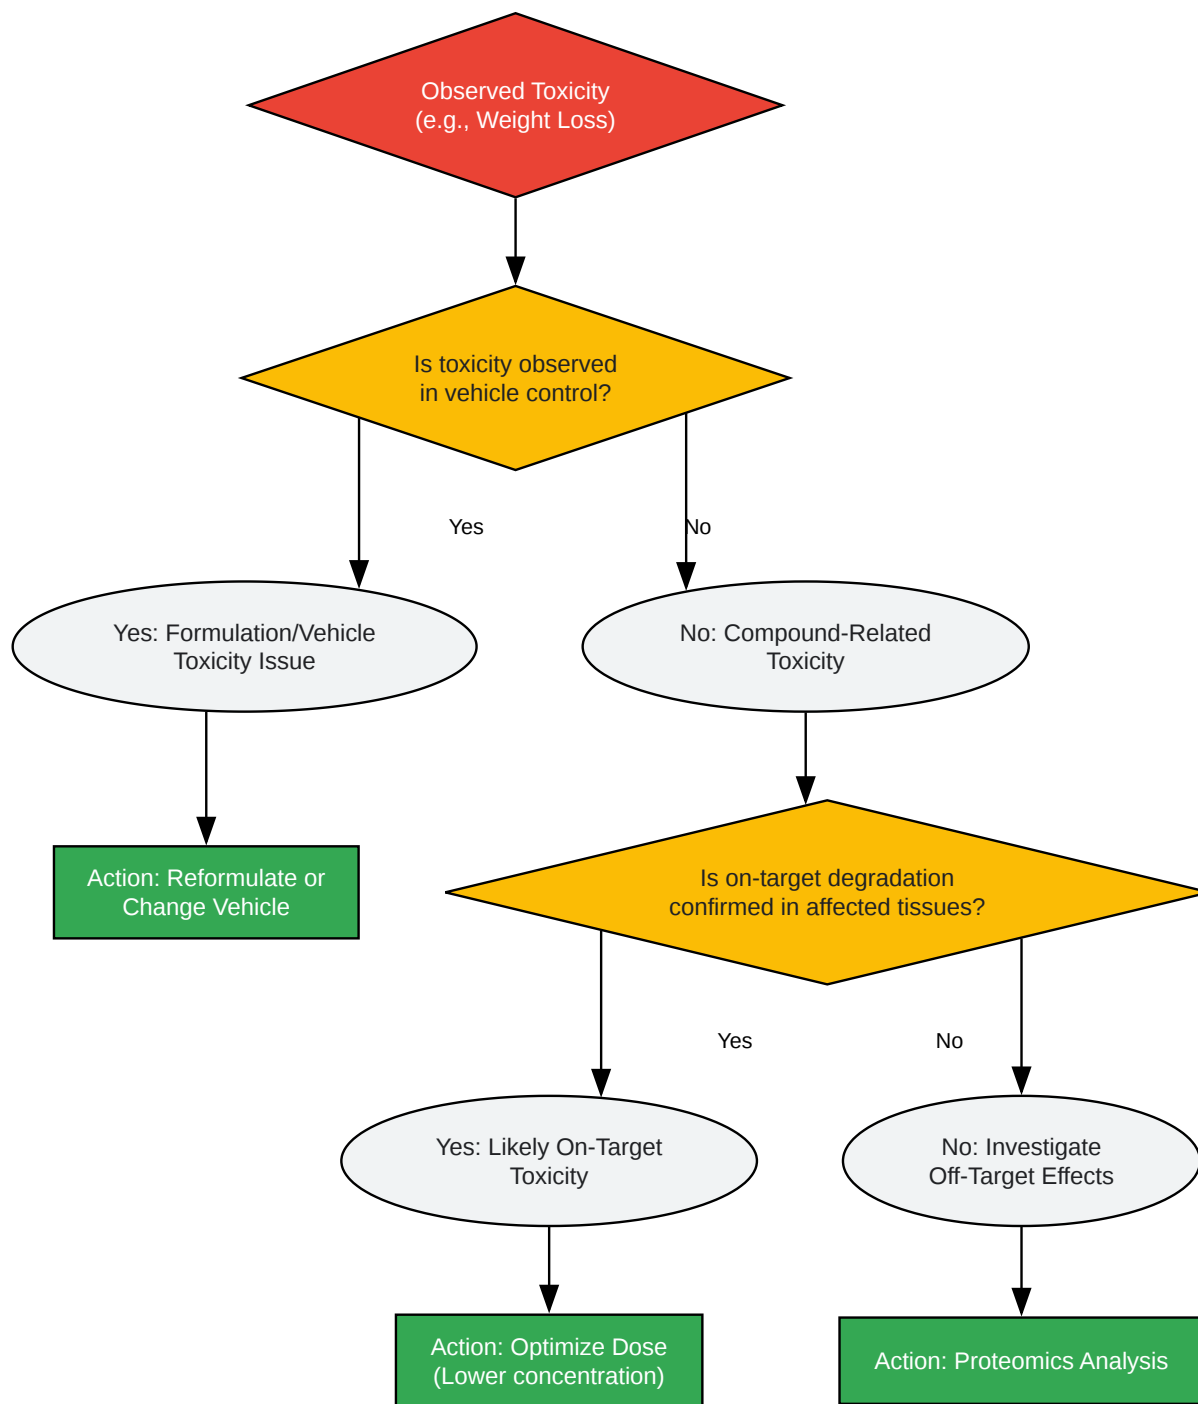 Observed Toxicity
(e.g., Weight Loss)
Is toxicity observed
in vehicle control?
Yes
No
Yes: Formulation/Vehicle
Toxicity Issue
No: Compound-Related
Toxicity
Action: Reformulate or
Change Vehicle
Is on-target degradation
confirmed in affected tissues?
Yes
No
Yes: Likely On-Target
Toxicity
No: Investigate
Off-Target Effects
Action: Optimize Dose
(Lower concentration)
Action: Proteomics Analysis